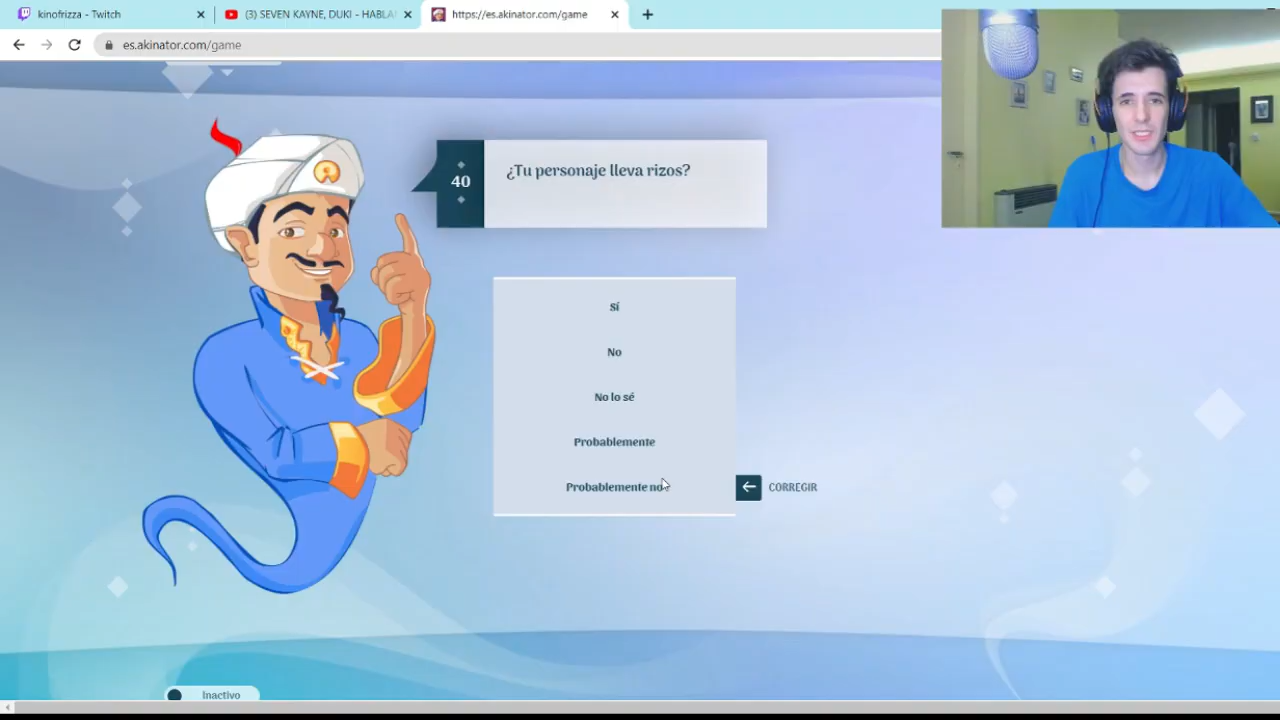 kinofrizza - Twitch
(3) SEVEN KAYNE, DUKI - HABLA
https://es.akinator.com/game
es.akinator.com/game
40
¿Tu personaje lleva rizos?
Sí
No
No lo sé
Probablemente
Probablemente no
CORREGIR
Inactivo